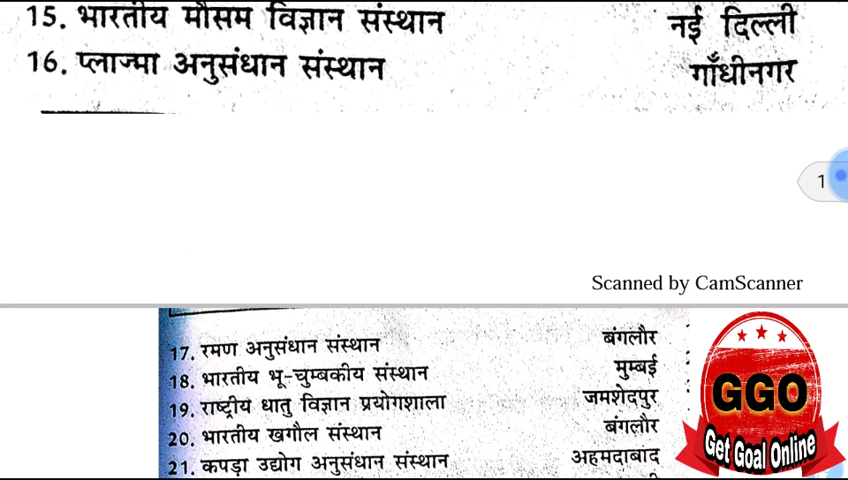 15. भारतीय मौसम विज्ञान संस्थान नई दिल्ली
16. प्लाज्मा अनुसंधान संस्थान गाँधीनगर
1
Scanned by CamScanner
17. रमण अनुसंधान संस्थान बंगलौर
18. भारतीय भू-चुम्बकीय संस्थान मुम्बई
19. राष्ट्रीय धातु विज्ञान प्रयोगशाला जमशेदपुर
20. भारतीय खगौल संस्थान बंगलौर
21. कपड़ा उद्योग अनुसंधान संस्थान अहमदाबाद
GGO
Get Goal Online